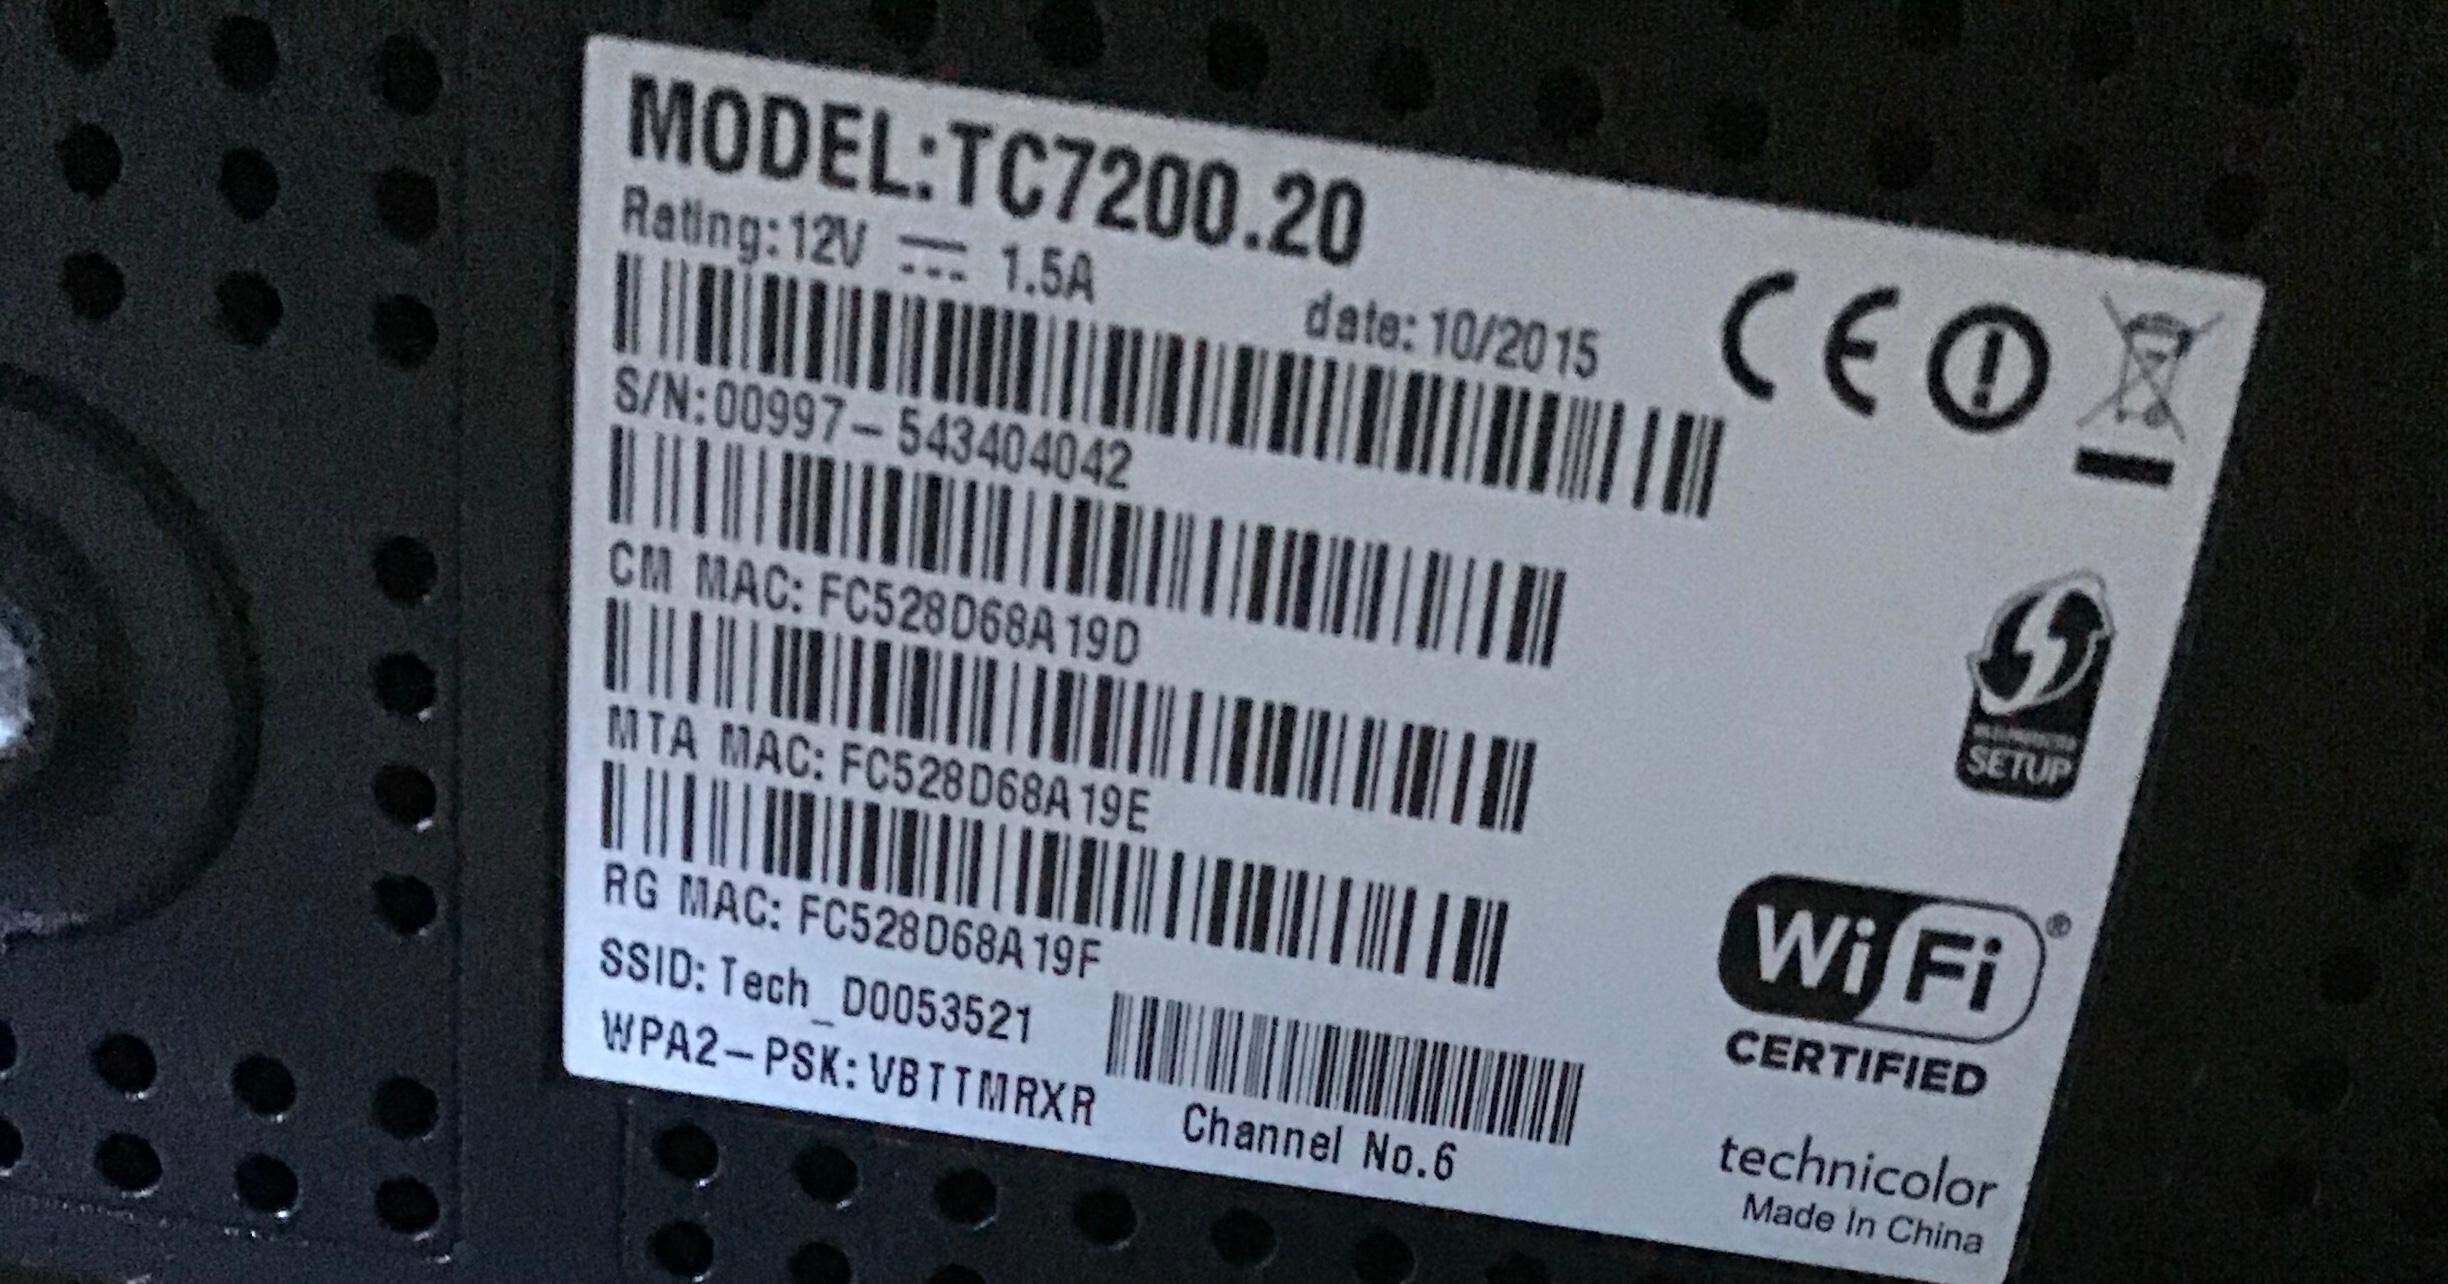 MODEL:TC7200.20
Rating:12V 1.5A
date:10/2015
CE
S/N:00997-543404042
CM MAC: FC528D68A19D
MTA MAC: FC528D68A19E
RG MAC: FC528D68A19F
SSID: Tech_D0053521
WPA2-PSK: VBTTMRXR
Channel No.6
SETUP
WiFi®
CERTIFIED
technicolor
Made In China